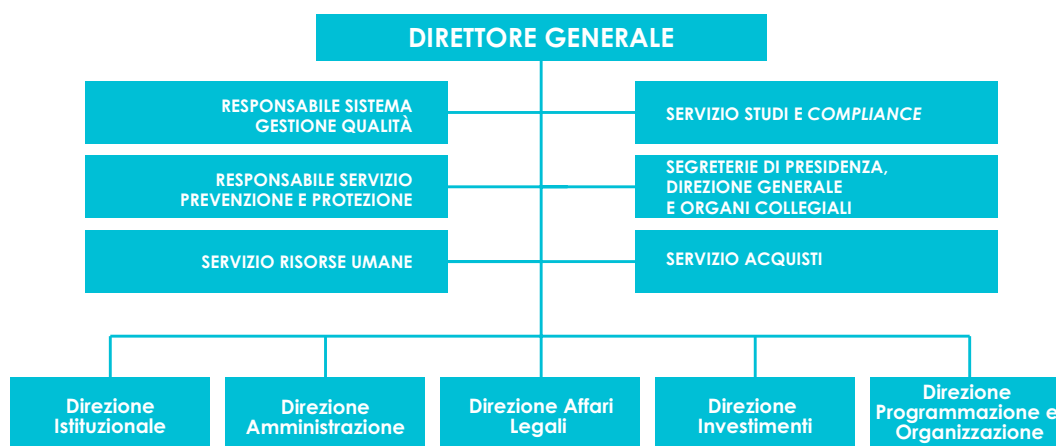 DIRETTORE GENERALE
RESPONSABILE SISTEMA
GESTIONE QUALITÀ
SERVIZIO STUDI E COMPLIANCE
RESPONSABILE SERVIZIO
PREVENZIONE E PROTEZIONE
SEGRETERIE DI PRESIDENZA,
DIREZIONE GENERALE
E ORGANI COLLEGIALI
SERVIZIO RISORSE UMANE
SERVIZIO ACQUISTI
Direzione
Istituzionale
Direzione
Amministrazione
Direzione Affari
Legali
Direzione
Investimenti
Direzione
Programmazione e
Organizzazione